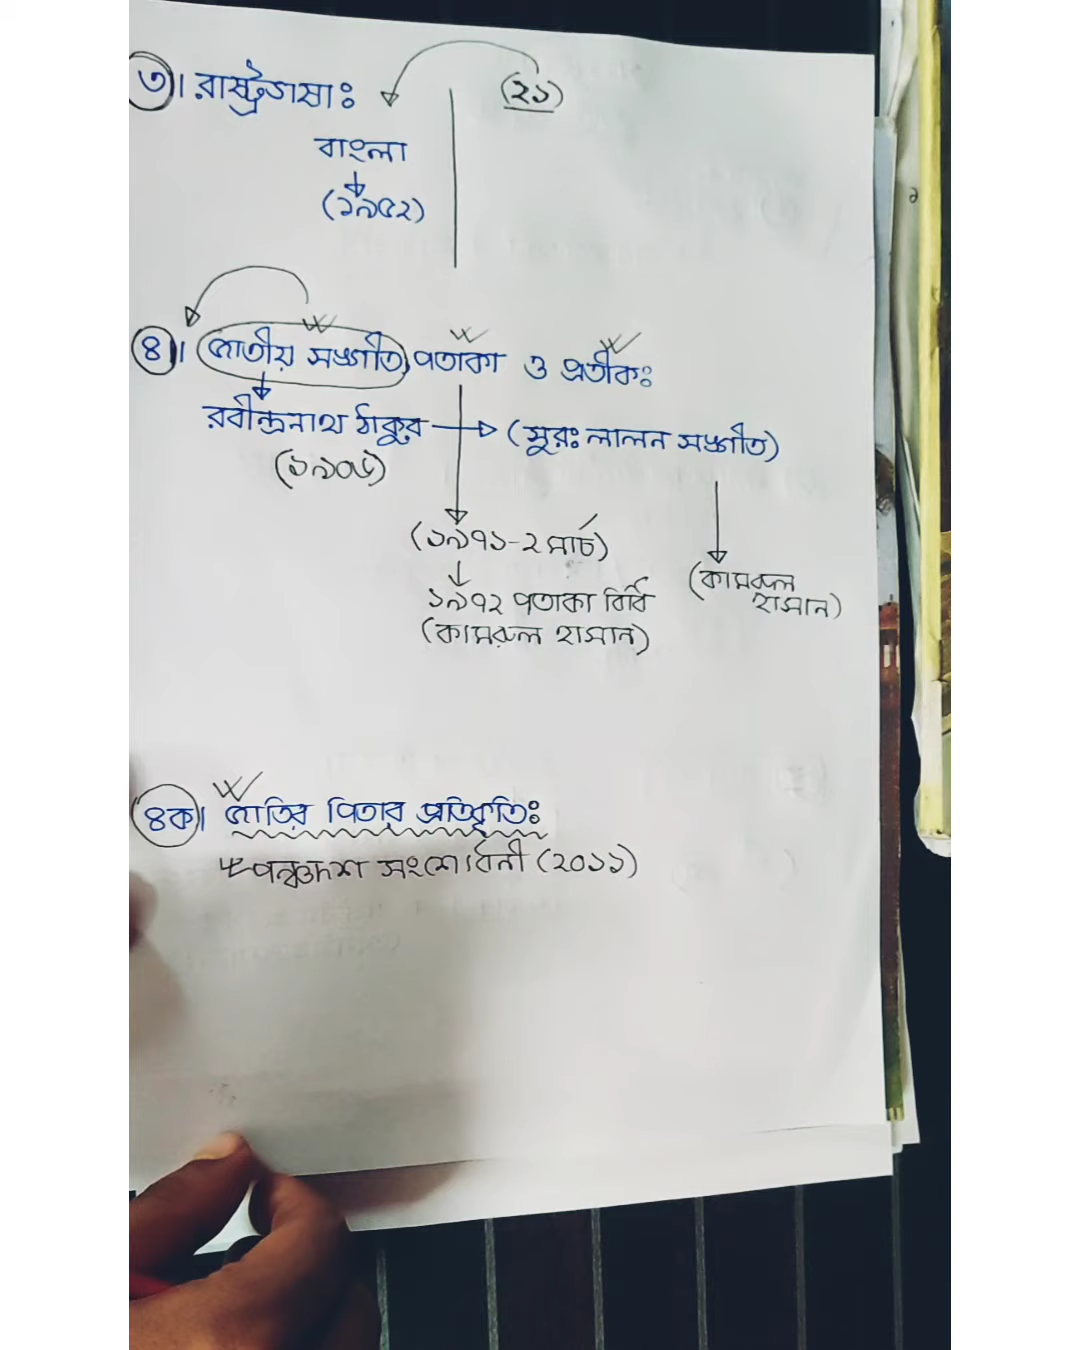 ৩। রাষ্ট্রভাষাঃ (২১)
বাংলা
(১৯৫২)
৪। জাতীয় সঙ্গীত, পতাকা ও প্রতীকঃ
রবীন্দ্রনাথ ঠাকুর (সুরঃ লালন সঙ্গীত)
(১৯০৬)
(১৯৭১-২ মার্চ)
(কামরুল হাসান)
১৯৭২ পতাকা বিধি
(কামরুল হাসান)
৪ক। জাতির পিতার প্রতিকৃতিঃ
পঞ্চদশ সংশোধনী (২০১১)